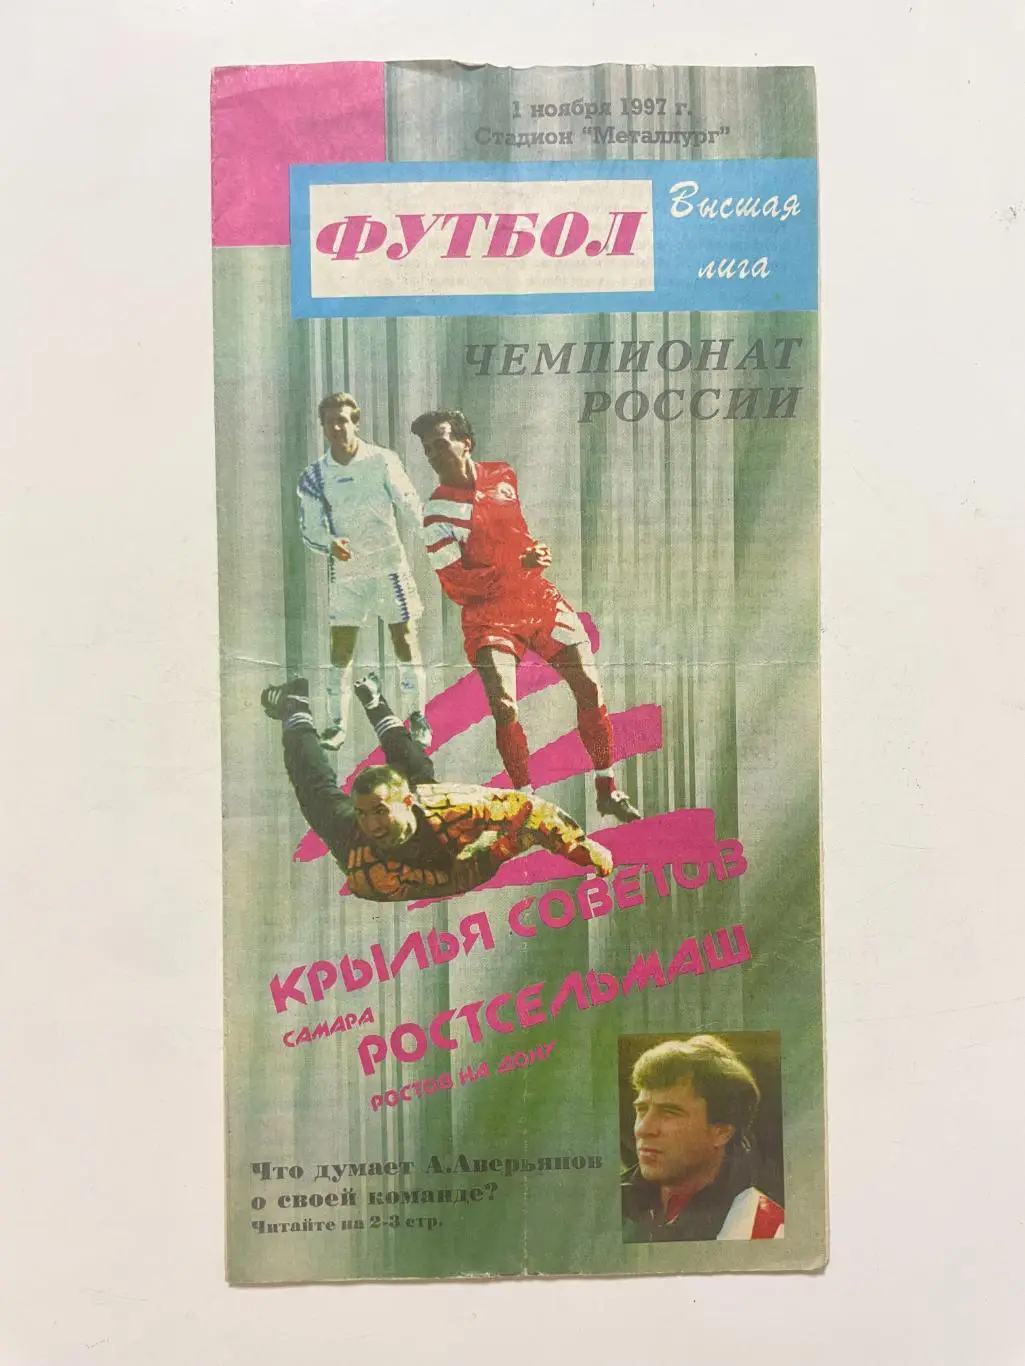 1 ноября 1997 г.
Стадион "Металлург"
ФУТБОЛ
Высшая
лига
ЧЕМПИОНАТ
РОССИИ
КРЫЛЬЯ СОВЕТОВ
САМАРА
РОСТСЕЛЬМАШ
РОСТОВ НА ДОНУ
Что думает А.Аверьянов
о своей команде?
Читайте на 2-3 стр.